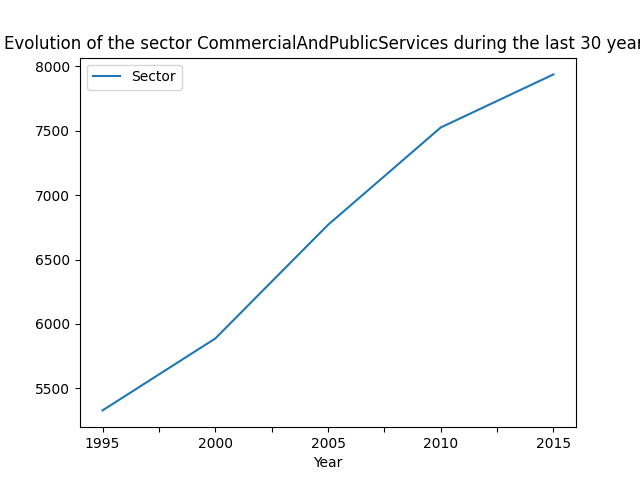 Evolution of the sector CommercialAndPublicServices during the last 30 year
Sector
8000
7500
7000
6500
6000
5500
1995 2000 2005 2010 2015
Year